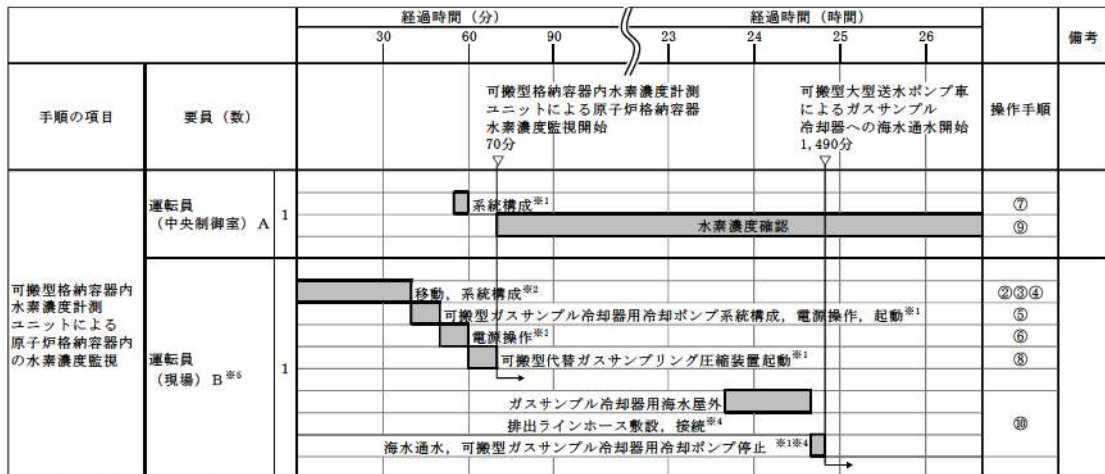 経過時間（分）
経過時間（時間）
備考
30
60
90
23
24
25
26
手順の項目
要員（数）
可搬型格納容器内水素濃度計測
ユニットによる原子炉格納容器
水素濃度監視開始
70分
▽
可搬型大型送水ポンプ車
によるガスサンプル
冷却器への海水通水開始
1,490分
▽
操作手順
可搬型格納容器内
水素濃度計測
ユニットによる
原子炉格納容器内
の水素濃度監視
運転員
（中央制御室）A
1
系統構成※1
⑦
水素濃度確認
⑨
運転員
（現場）B※5
1
移動，系統構成※2
②③④
可搬型ガスサンプル冷却器用冷却ポンプ系統構成，電源操作，起動※1
⑤
電源操作※3
⑥
可搬型代替ガスサンプリング圧縮装置起動※1
⑧
ガスサンプル冷却器用海水屋外
排出ラインホース敷設，接続※4
⑩
海水通水，可搬型ガスサンプル冷却器用冷却ポンプ停止 ※1※4